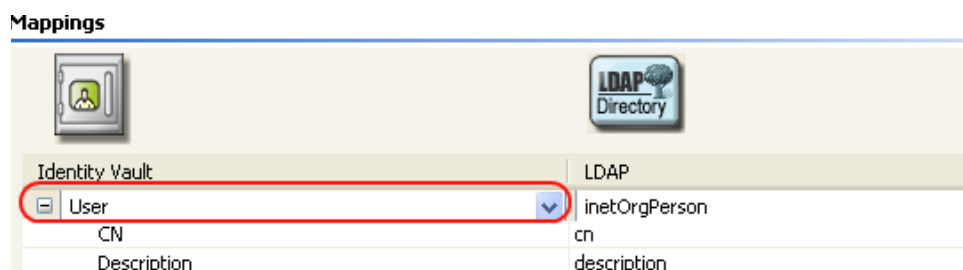 Mappings
LDAP
Directory
Identity Vault LDAP
User inetOrgPerson
CN cn
Description description